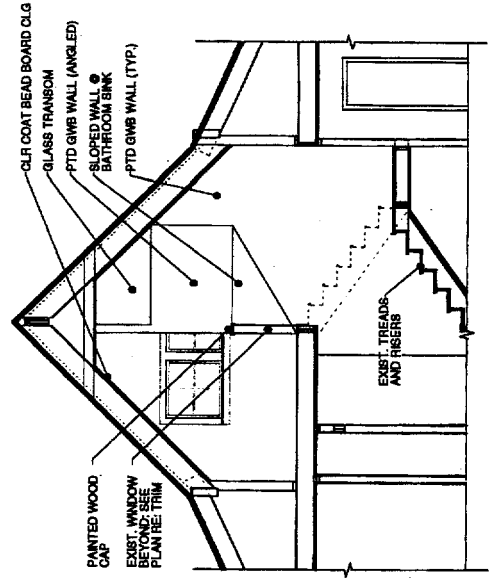 CLR COAT BEAD BOARD CLG
GLASS TRANSOM
PTD GWB WALL (ANGLED)
SLOPED WALL @
BATHROOM SINK
PTD GWB WALL (TYP.)
PAINTED WOOD
CAP
EXIST. WINDOW
BEYOND: SEE
PLAN RE: TRIM
EXIST. TREADS
AND RISERS